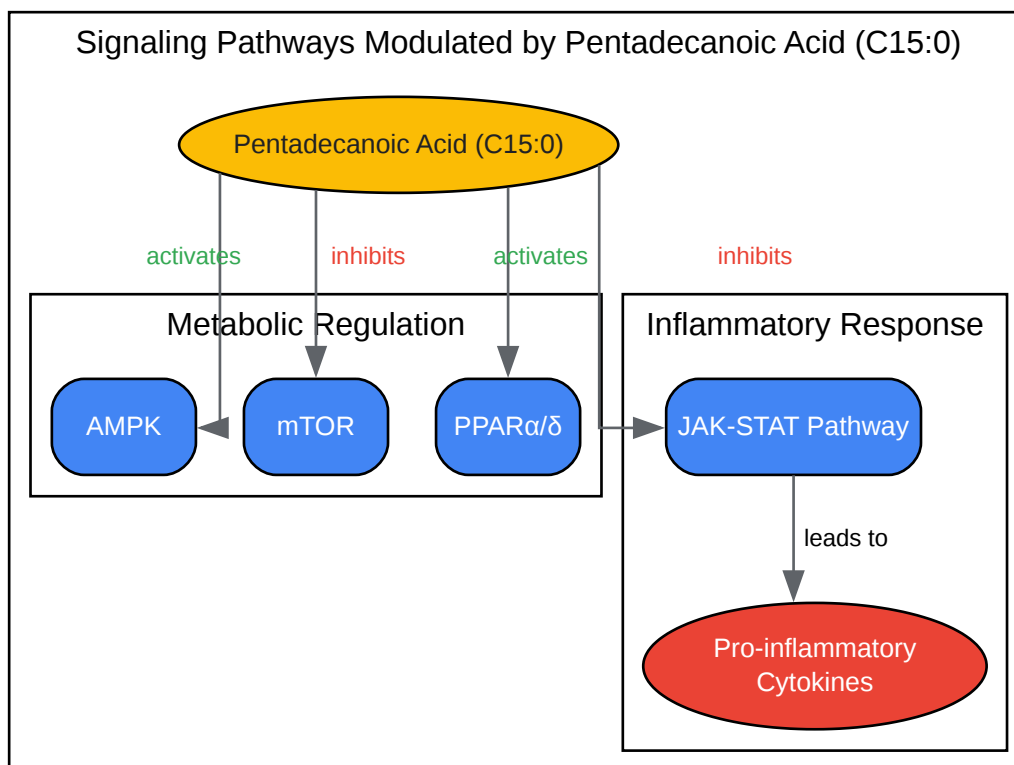 Signaling Pathways Modulated by Pentadecanoic Acid (C15:0)
Pentadecanoic Acid (C15:0)
activates
inhibits
activates
inhibits
Metabolic Regulation
Inflammatory Response
AMPK
mTOR
PPARα/δ
JAK-STAT Pathway
leads to
Pro-inflammatory
Cytokines